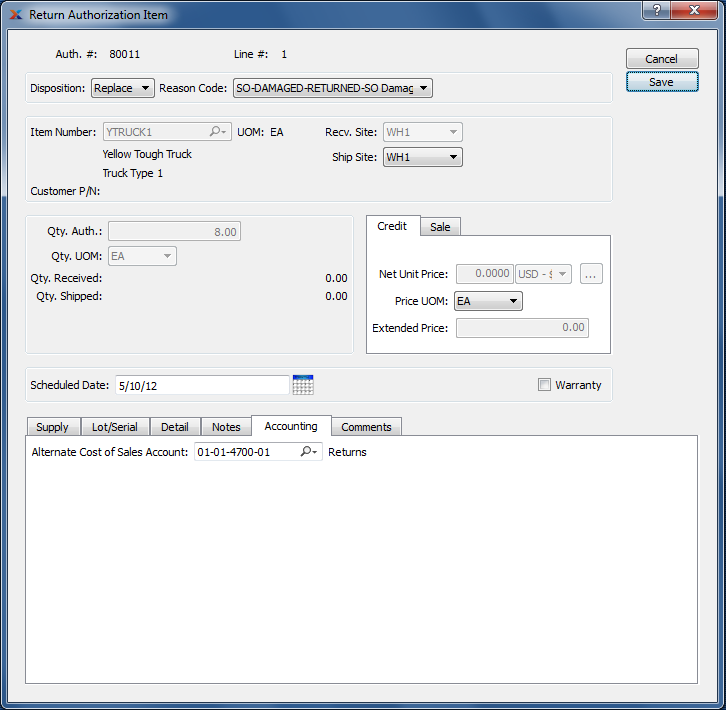 Return Authorization Item
?
Auth. #: 80011 Line #: 1
Cancel
Save
Disposition: Replace Reason Code: SO-DAMAGED-RETURNED-SO Damag
Item Number: YTRUCK1 UOM: EA Recv. Site: WH1
Yellow Tough Truck Ship Site: WH1
Truck Type 1
Customer P/N:
Qty. Auth.: 8.00
Qty. UOM: EA
Qty. Received: 0.00
Qty. Shipped: 0.00
Credit Sale
Net Unit Price: 0.0000 USD - $ ...
Price UOM: EA
Extended Price: 0.00
Scheduled Date: 5/10/12 Warranty
Supply Lot/Serial Detail Notes Accounting Comments
Alternate Cost of Sales Account: 01-01-4700-01 Returns